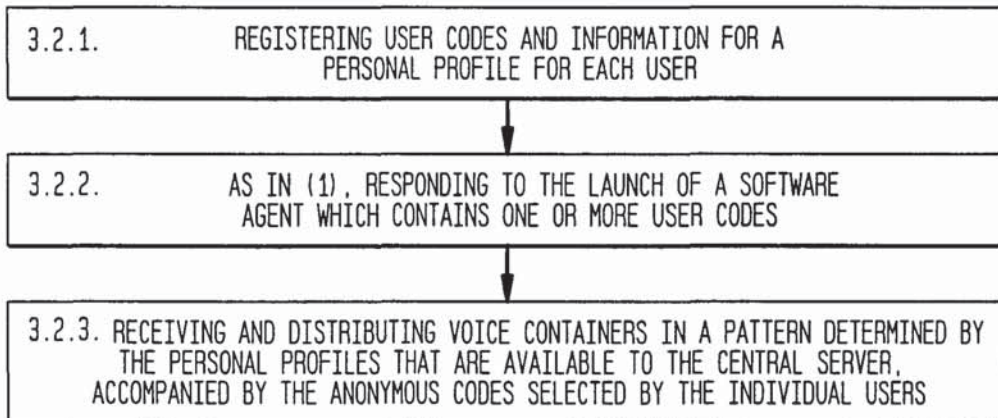 3.2.1. REGISTERING USER CODES AND INFORMATION FOR A
PERSONAL PROFILE FOR EACH USER
3.2.2. AS IN (1), RESPONDING TO THE LAUNCH OF A SOFTWARE
AGENT WHICH CONTAINS ONE OR MORE USER CODES
3.2.3. RECEIVING AND DISTRIBUTING VOICE CONTAINERS IN A PATTERN DETERMINED BY
THE PERSONAL PROFILES THAT ARE AVAILABLE TO THE CENTRAL SERVER,
ACCOMPANIED BY THE ANONYMOUS CODES SELECTED BY THE INDIVIDUAL USERS